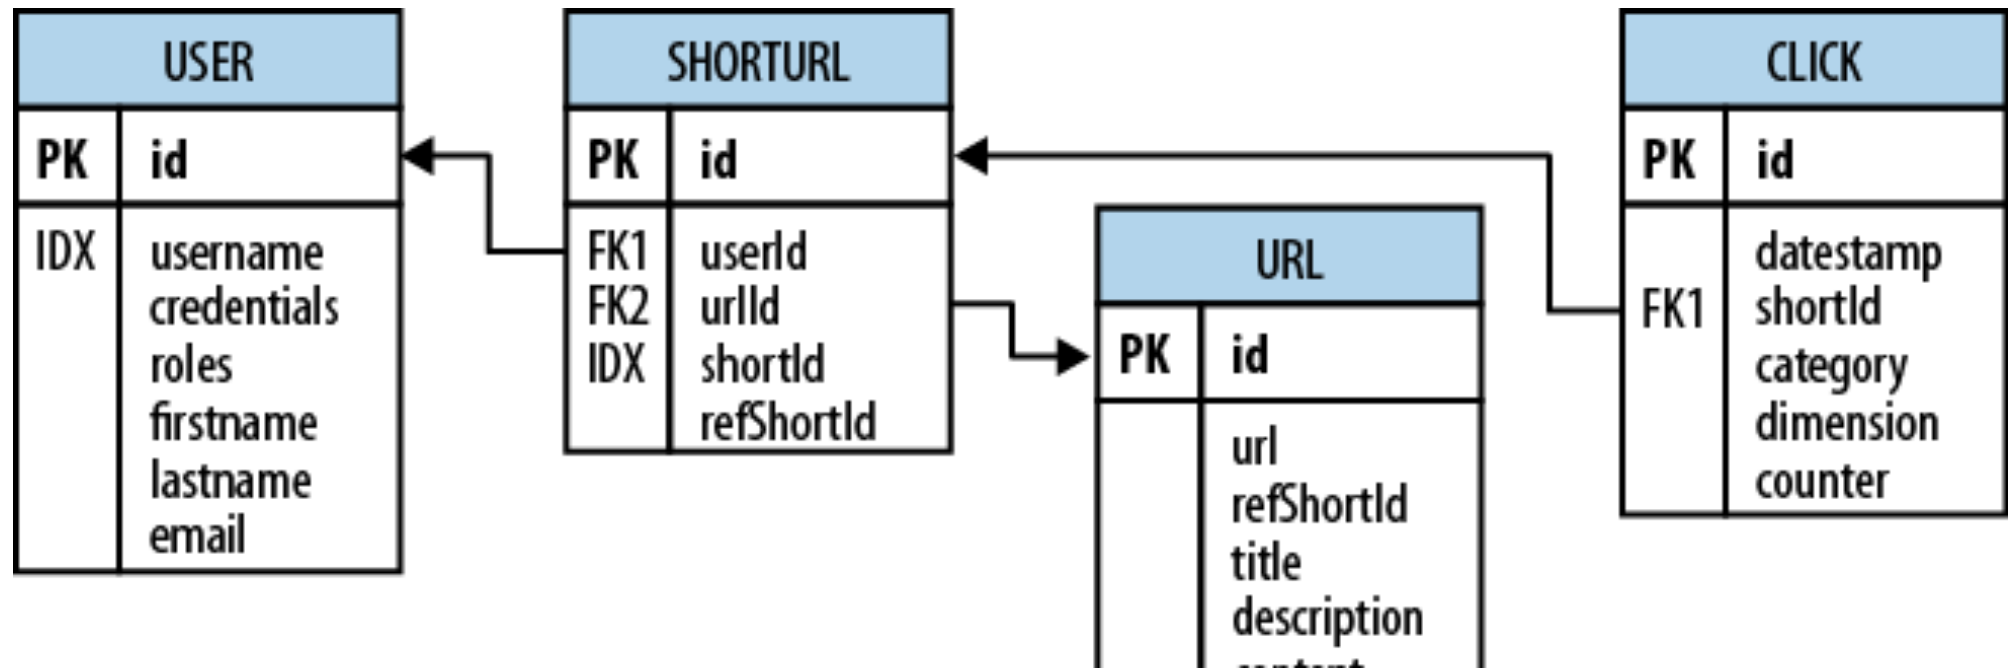 USER
PK id
IDX username
credentials
roles
firstname
lastname
email
SHORTURL
PK id
FK1 userId
FK2 urlId
IDX shortId
refShortId
URL
PK id
url
refShortId
title
description
CLICK
PK id
datestamp
FK1 shortId
category
dimension
counter